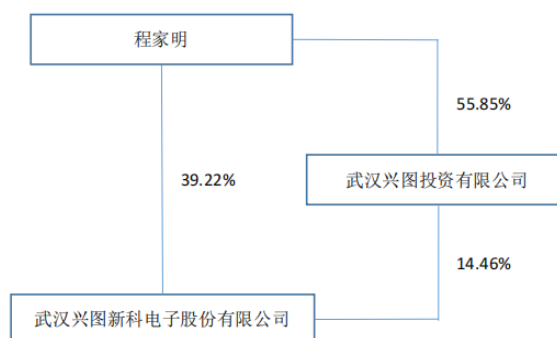 程家明
55.85%
39.22%
武汉兴图投资有限公司
14.46%
武汉兴图新科电子股份有限公司